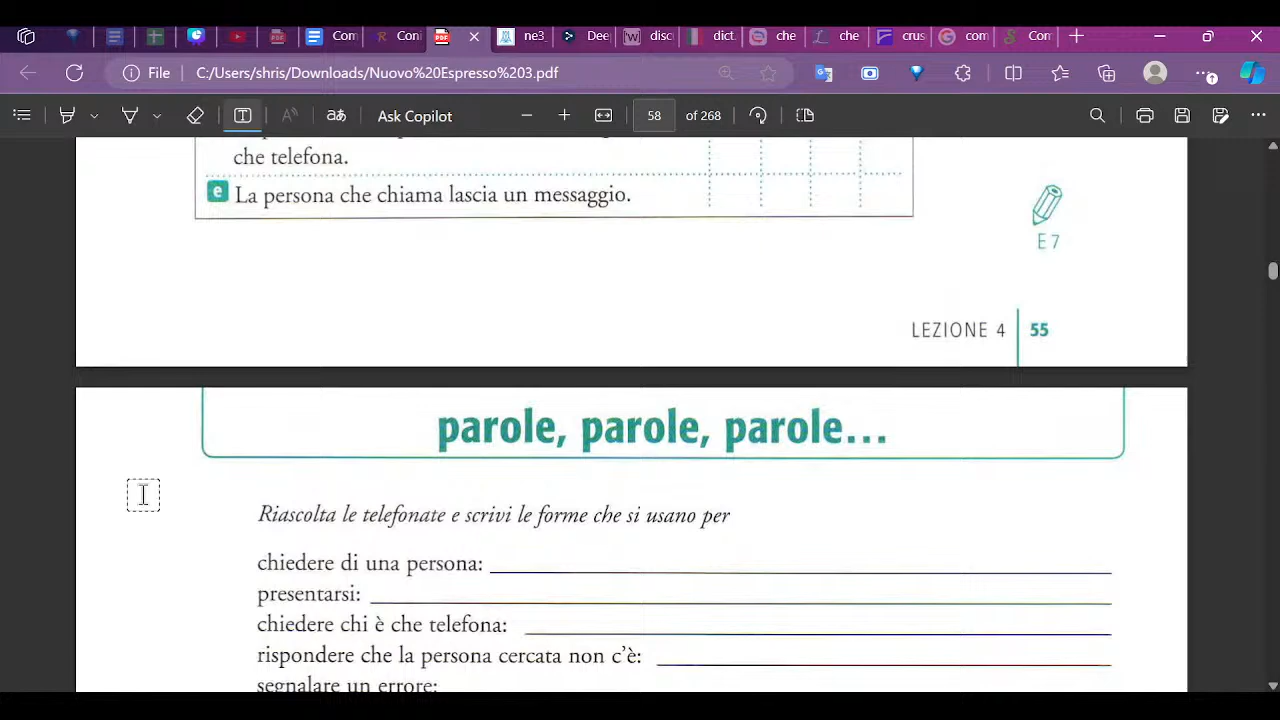 Com
Con
ne3_
Dee
disc
dict.
che
che
crus
com
Com
File
C:/Users/shris/Downloads/Nuovo%20Espresso%203.pdf
Ask Copilot
58
of 268
che telefona.
e La persona che chiama lascia un messaggio.
E 7
LEZIONE 4
55
parole, parole, parole...
Riascolta le telefonate e scrivi le forme che si usano per
chiedere di una persona:
presentarsi:
chiedere chi è che telefona:
rispondere che la persona cercata non c'è:
segnalare un errore: